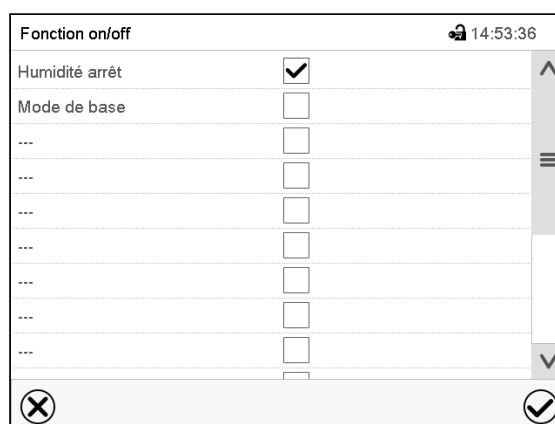 Fonction on/off 14:53:36
Humidité arrêt
Mode de base
---
---
---
---
---
---
---